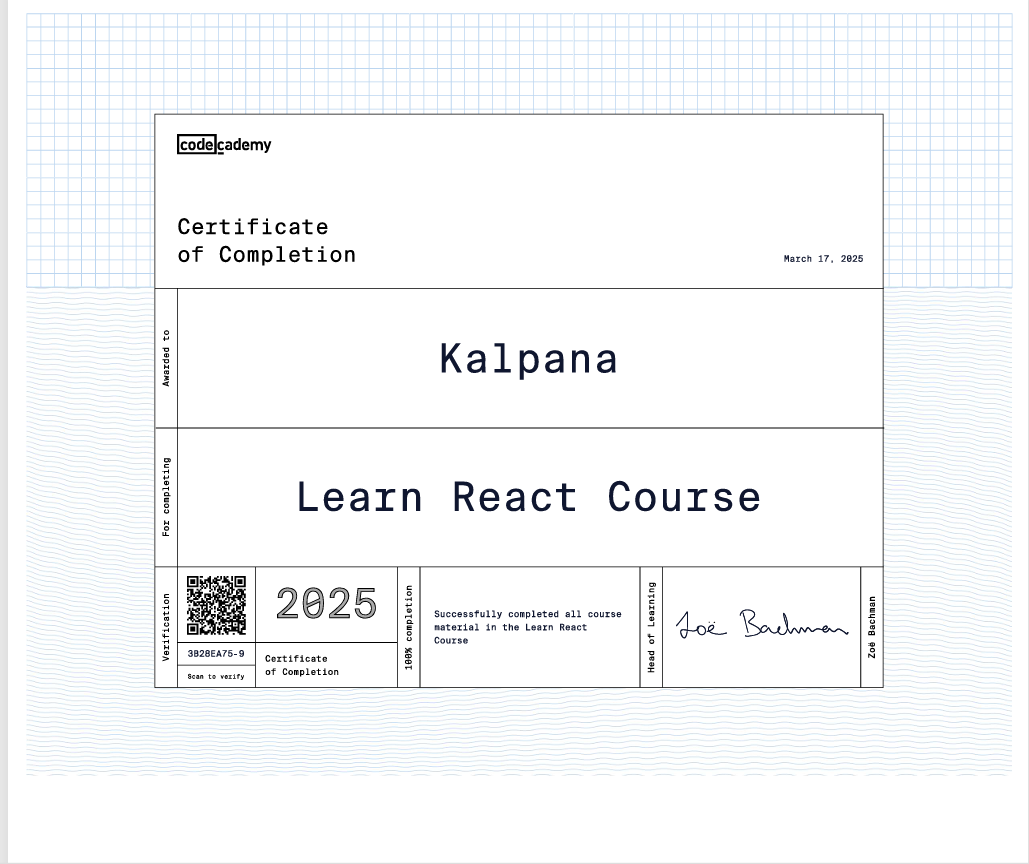 codecademy
Certificate
of Completion
March 17, 2025
Awarded to
Kalpana
For completing
Learn React Course
Verification
3B28EA75-9
Scan to verify
2025
Certificate
of Completion
100% completion
Successfully completed all course
material in the Learn React
Course
Head of Learning
Zoë Bachman
Zoë Bachman